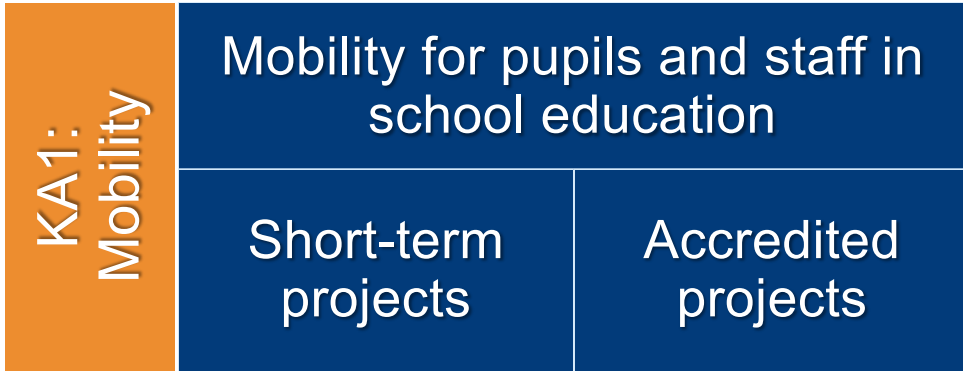 KA1:
Mobility
Mobility for pupils and staff in
school education
Short-term
projects
Accredited
projects